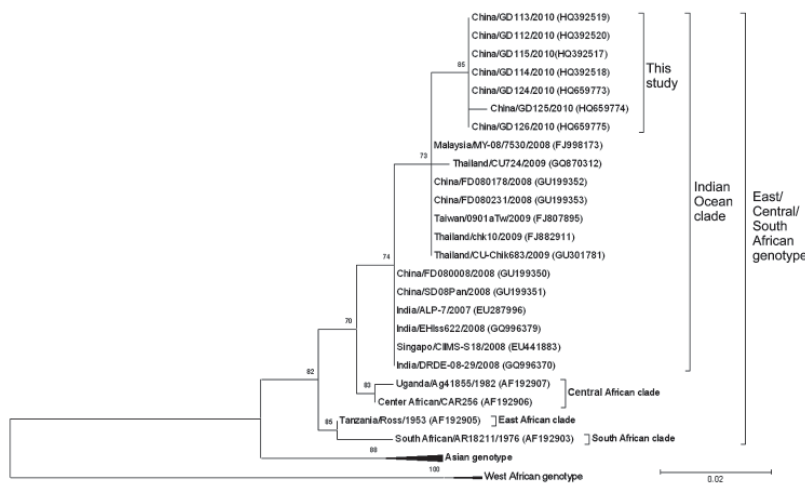 China/GD113/2010 (HQ392519)
China/GD112/2010 (HQ392520)
China/GD115/2010(HQ392517)
85
China/GD114/2010 (HQ392518)
This
study
China/GD124/2010 (HQ659773)
China/GD125/2010 (HQ659774)
China/GD126/2010 (HQ659775)
Malaysia/MY-08/7530/2008 (FJ998173)
73
Thailand/CU724/2009 (GQ870312)
China/FD080178/2008 (GU199352)
Indian
Ocean
clade
East/
Central/
South
African
genotype
China/FD080231/2008 (GU199353)
Taiwan/0901aTw/2009 (FJ807895)
Thailand/chk10/2009 (FJ882911)
Thailand/CU-Chik683/2009 (GU301781)
74
China/FD080008/2008 (GU199350)
China/SD08Pan/2008 (GU199351)
India/ALP-7/2007 (EU287996)
70
India/EHIss622/2008 (GQ996379)
Singapo/CIIMS-S18/2008 (EU441883)
India/DRDE-08-29/2008 (GQ996370)
82
83
Uganda/Ag41855/1982 (AF192907)
Central African clade
Center African/CAR256 (AF192906)
85
Tanzania/Ross/1953 (AF192905)
East African clade
South African/AR18211/1976 (AF192903)
South African clade
88
Asian genotype
100
West African genotype
0.02